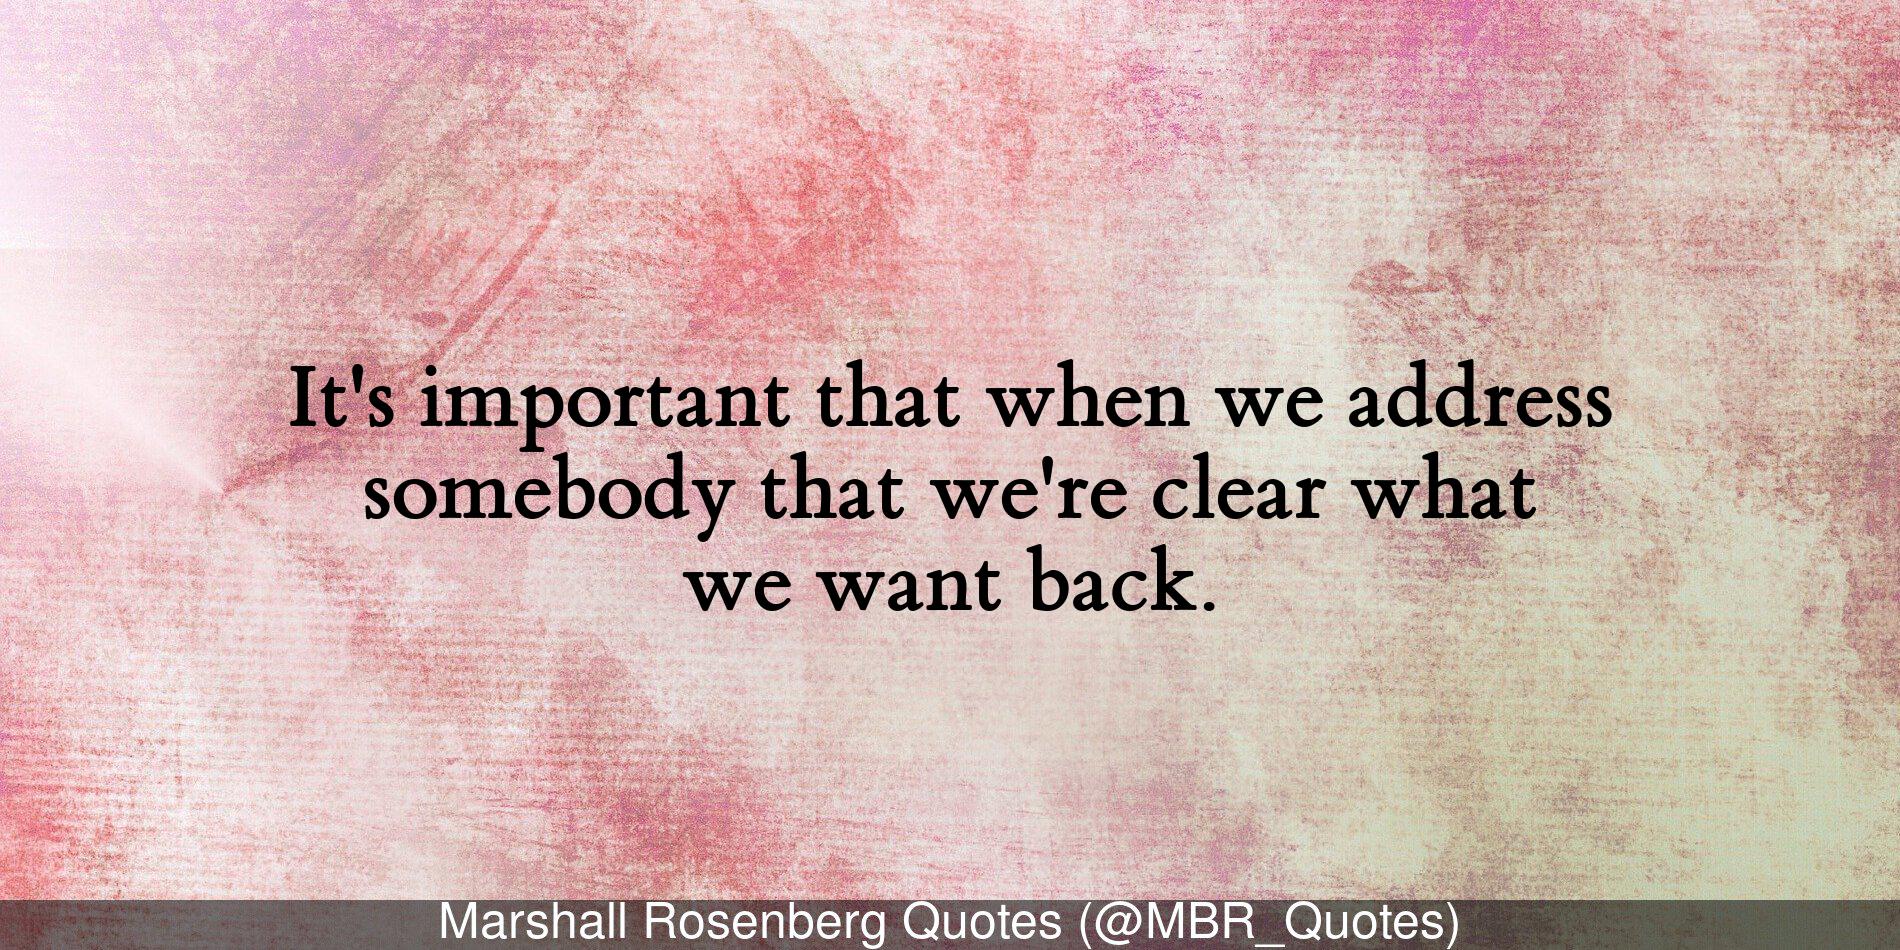 It's important that when we address
somebody that we're clear what
we want back.
Marshall Rosenberg Quotes (@MBR_Quotes)